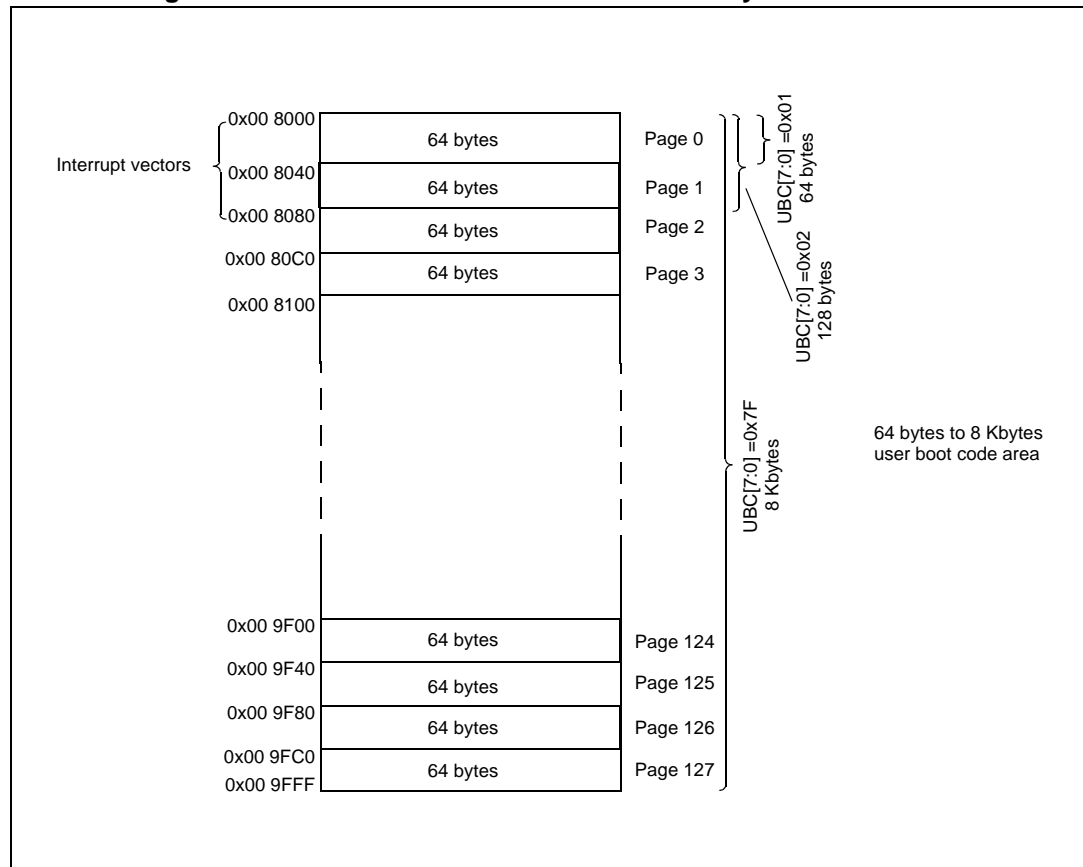 0x00 8000
64 bytes
Page 0
Interrupt vectors
0x00 8040
64 bytes
Page 1
0x00 8080
64 bytes
Page 2
0x00 80C0
64 bytes
Page 3
0x00 8100
UBC[7:0] =0x01
64 bytes
UBC[7:0] =0x02
128 bytes
UBC[7:0] =0x7F
8 Kbytes
64 bytes to 8 Kbytes
user boot code area
0x00 9F00
64 bytes
Page 124
0x00 9F40
64 bytes
Page 125
0x00 9F80
64 bytes
Page 126
0x00 9FC0
64 bytes
Page 127
0x00 9FFF